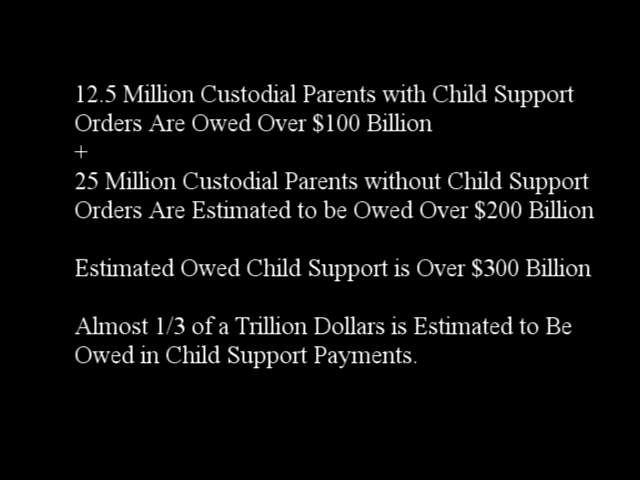 12.5 Million Custodial Parents with Child Support
Orders Are Owed Over $100 Billion
+
25 Million Custodial Parents without Child Support
Orders Are Estimated to be Owed Over $200 Billion
Estimated Owed Child Support is Over $300 Billion
Almost 1/3 of a Trillion Dollars is Estimated to Be
Owed in Child Support Payments.